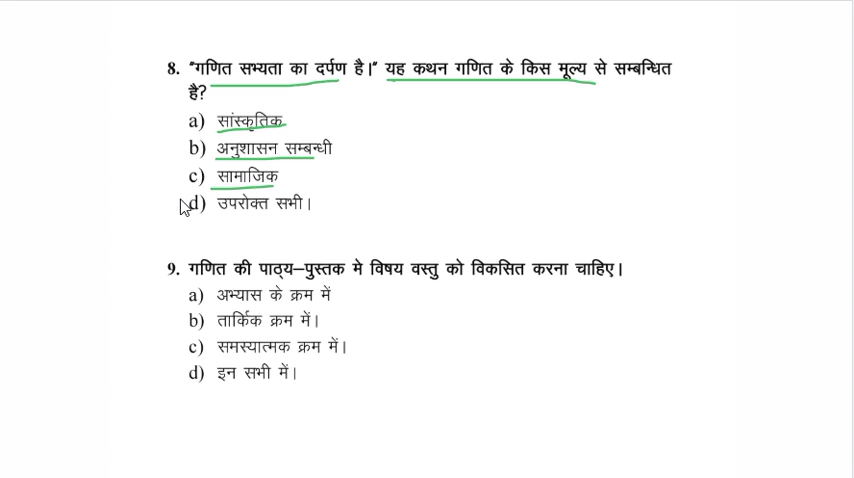 8. "गणित सभ्यता का दर्पण है।" यह कथन गणित के किस मूल्य से सम्बन्धित
है?
a) सांस्कृतिक
b) अनुशासन सम्बन्धी
c) सामाजिक
d) उपरोक्त सभी।
9. गणित की पाठ्य–पुस्तक मे विषय वस्तु को विकसित करना चाहिए।
a) अभ्यास के क्रम में
b) तार्किक क्रम में।
c) समस्यात्मक क्रम में।
d) इन सभी में।